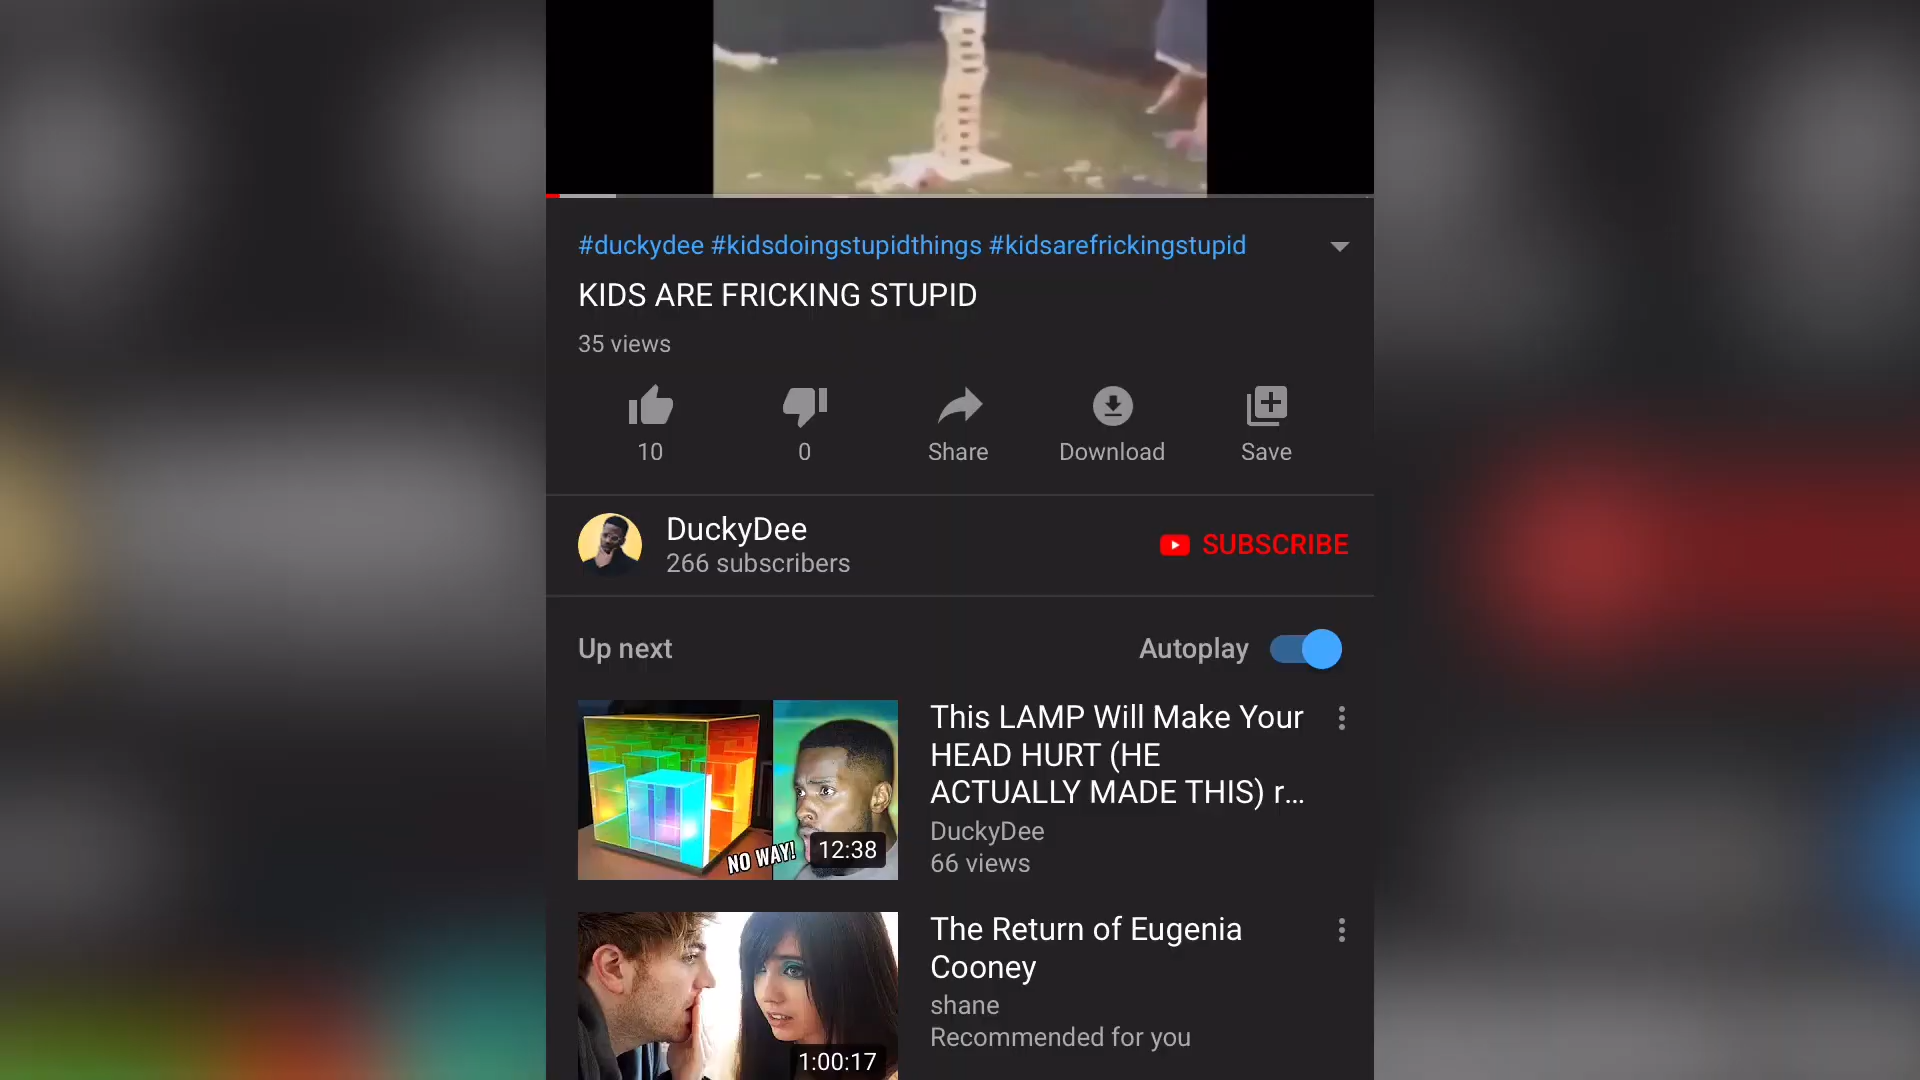 #duckydee #kidsdoingstupidthings #kidsarefrickingstupid
KIDS ARE FRICKING STUPID
35 views
10
0
Share
Download
Save
DuckyDee
266 subscribers
SUBSCRIBE
Up next
Autoplay
This LAMP Will Make Your
HEAD HURT (HE
ACTUALLY MADE THIS) r...
DuckyDee
66 views
NO WAY!
12:38
The Return of Eugenia
Cooney
shane
Recommended for you
1:00:17